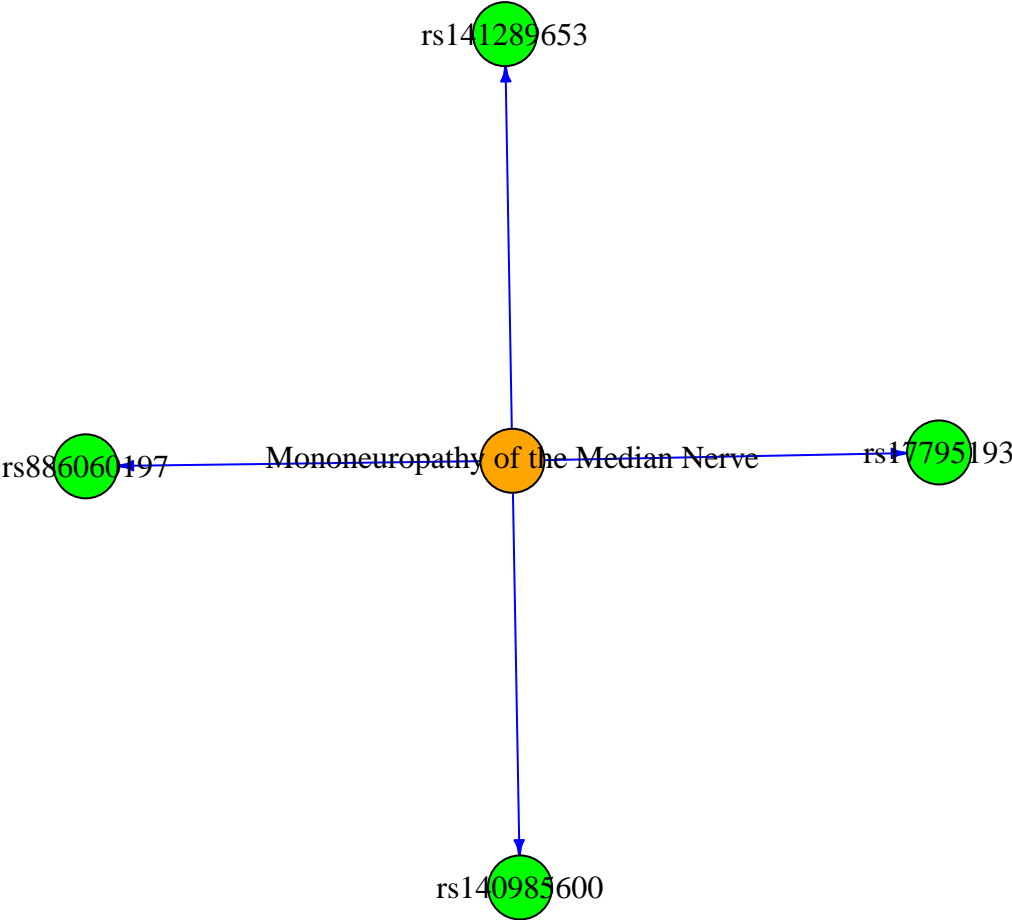 rs141289653
rs886060197
Mononeuropathy of the Median Nerve
rs17795193
rs140985600